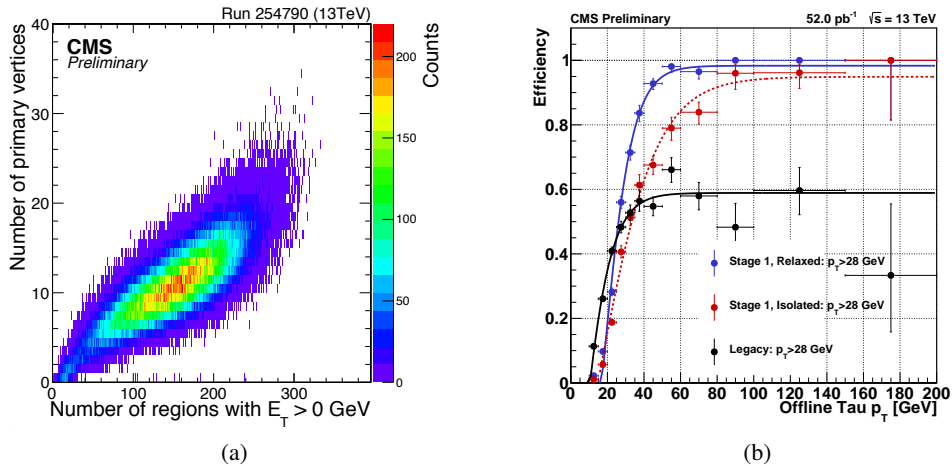 Run 254790 (13TeV)
CMS
Preliminary
Number of primary vertices
40
35
30
25
20
15
10
5
0
0
100
200
300
Number of regions with E_T > 0 GeV
Counts
200
150
100
50
0
(a)
CMS Preliminary
52.0 pb⁻¹ √s = 13 TeV
Efficiency
1
0.8
0.6
0.4
0.2
0
0 20 40 60 80 100 120 140 160 180 200
Offline Tau p_T [GeV]
Stage 1, Relaxed: p_T>28 GeV
Stage 1, Isolated: p_T>28 GeV
Legacy: p_T>28 GeV
(b)